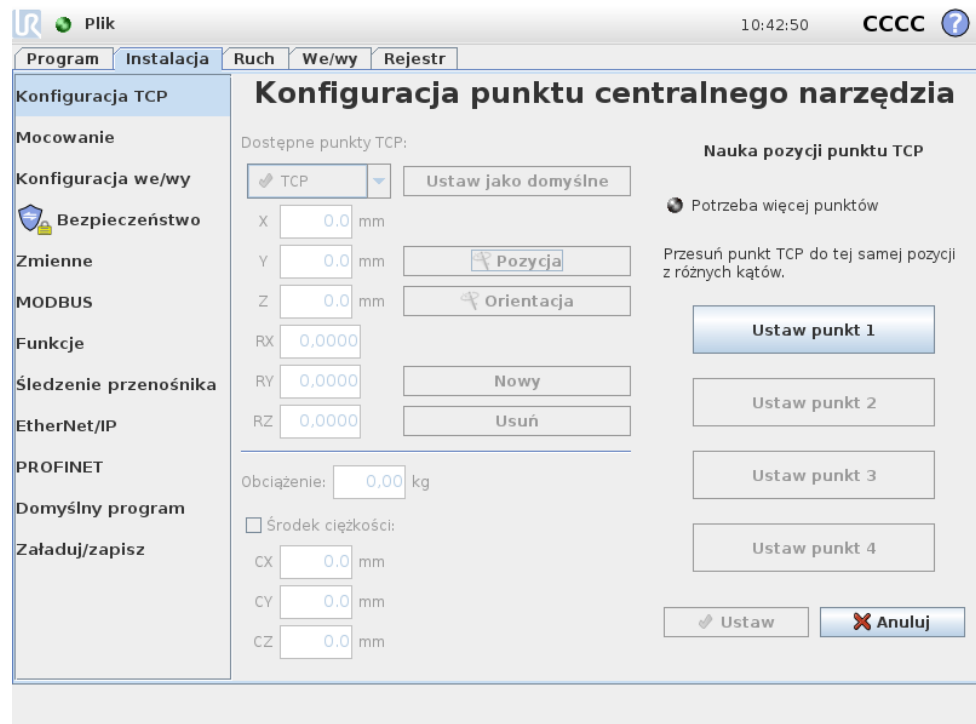 UR Plik 10:42:50 CCCC ?
Program Instalacja Ruch We/wy Rejestr
Konfiguracja TCP
Mocowanie
Konfiguracja we/wy
Bezpieczeństwo
Zmienne
MODBUS
Funkcje
Śledzenie przenośnika
EtherNet/IP
PROFINET
Domyślny program
Załaduj/zapisz
Konfiguracja punktu centralnego narzędzia
Dostępne punkty TCP:
TCP Ustaw jako domyślne
X 0.0 mm
Y 0.0 mm Pozycja
Z 0.0 mm Orientacja
RX 0,0000
RY 0,0000 Nowy
RZ 0,0000 Usuń
Obciążenie: 0,00 kg
Środek ciężkości:
CX 0.0 mm
CY 0.0 mm
CZ 0.0 mm
Nauka pozycji punktu TCP
Potrzeba więcej punktów
Przesuń punkt TCP do tej samej pozycji
z różnych kątów.
Ustaw punkt 1
Ustaw punkt 2
Ustaw punkt 3
Ustaw punkt 4
Ustaw Anuluj